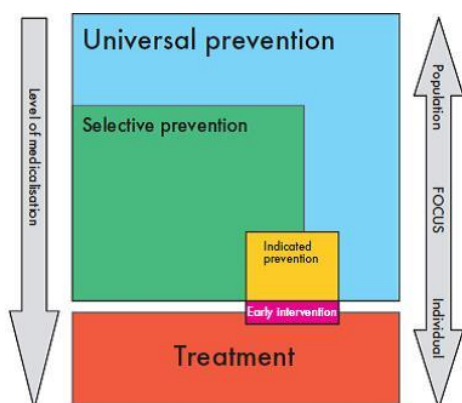 Universal prevention
Selective prevention
Indicated
prevention
Early intervention
Treatment
Level of medicalisation
Population
FOCUS
Individual